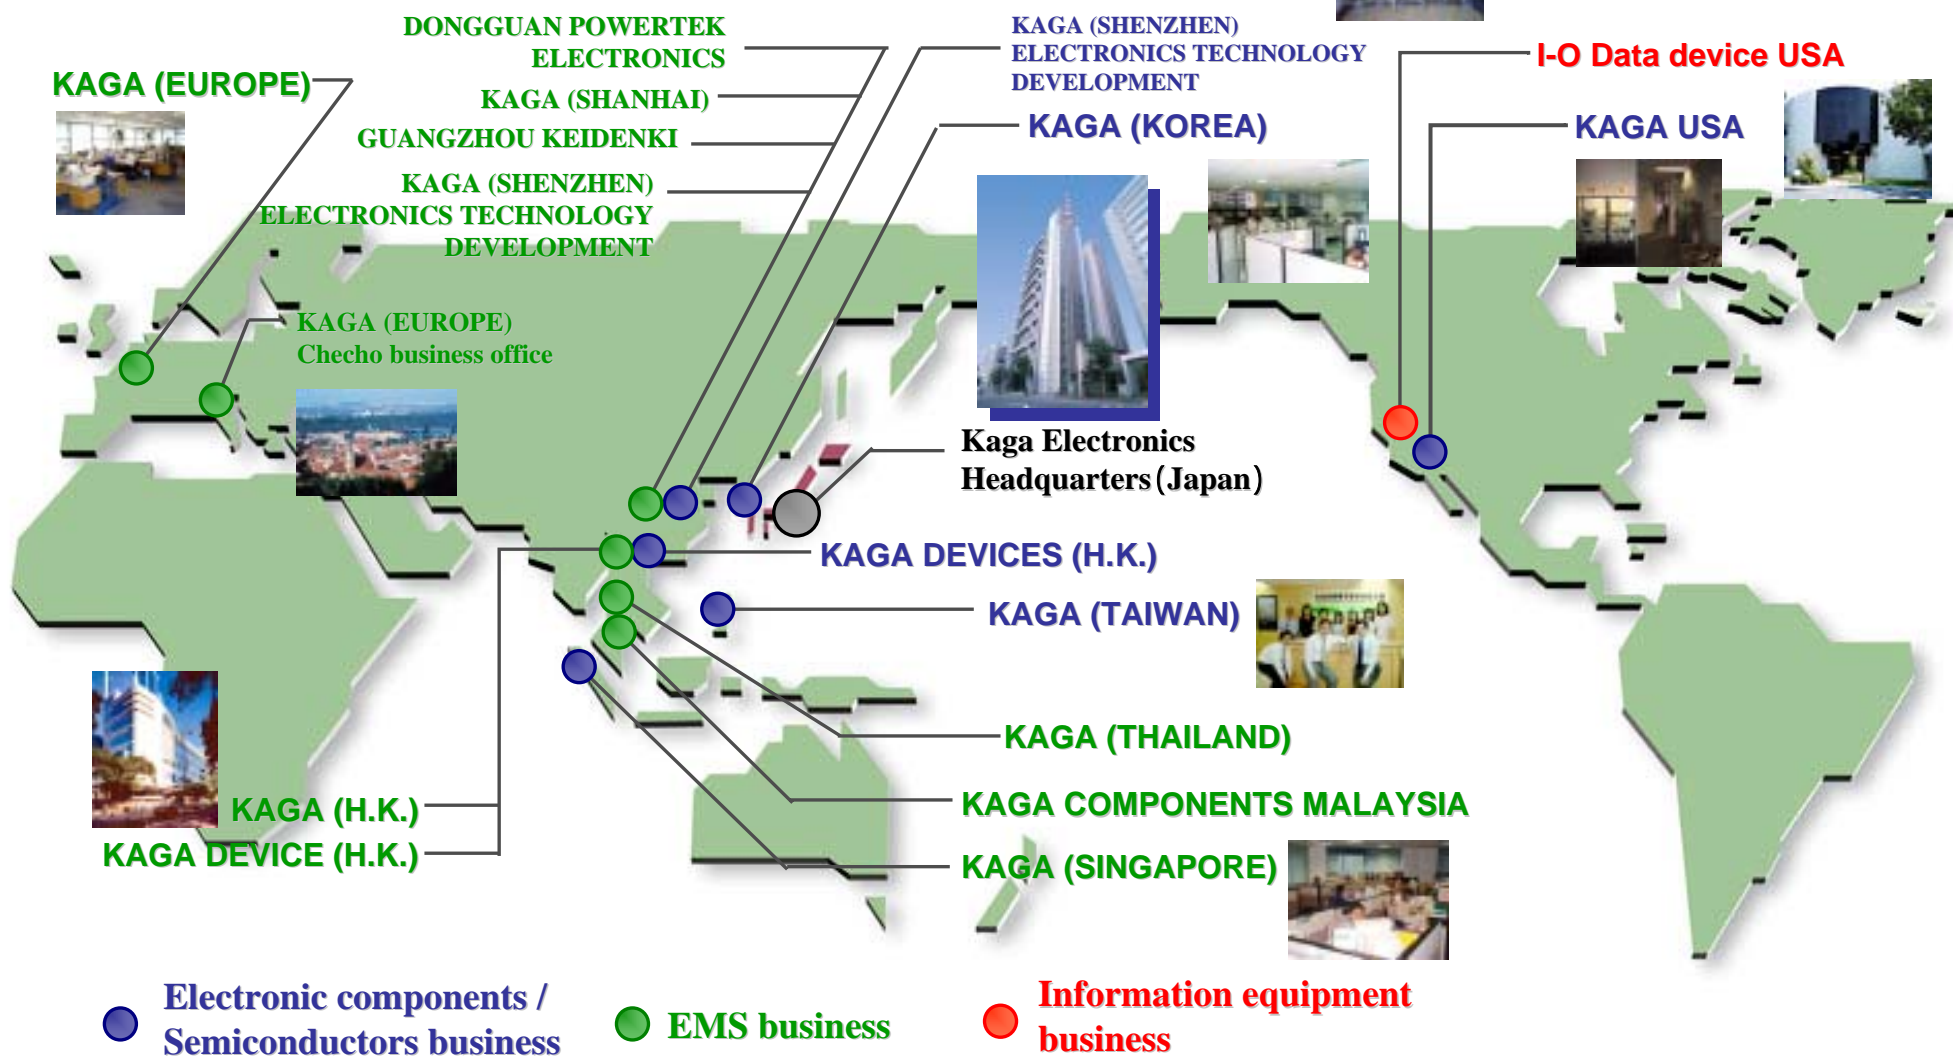 DONGGUAN POWERTEK
ELECTRONICS
KAGA (SHENZHEN)
ELECTRONICS TECHNOLOGY
DEVELOPMENT
I-O Data device USA
KAGA (EUROPE)
KAGA (SHANHAI)
KAGA (KOREA)
KAGA USA
GUANGZHOU KEIDENKI
KAGA (SHENZHEN)
ELECTRONICS TECHNOLOGY
DEVELOPMENT
KAGA (EUROPE)
Checho business office
Kaga Electronics
Headquarters(Japan)
KAGA DEVICES (H.K.)
KAGA (TAIWAN)
KAGA (THAILAND)
KAGA (H.K.)
KAGA COMPONENTS MALAYSIA
KAGA DEVICE (H.K.)
KAGA (SINGAPORE)
Electronic components /
Semiconductors business
EMS business
Information equipment
business